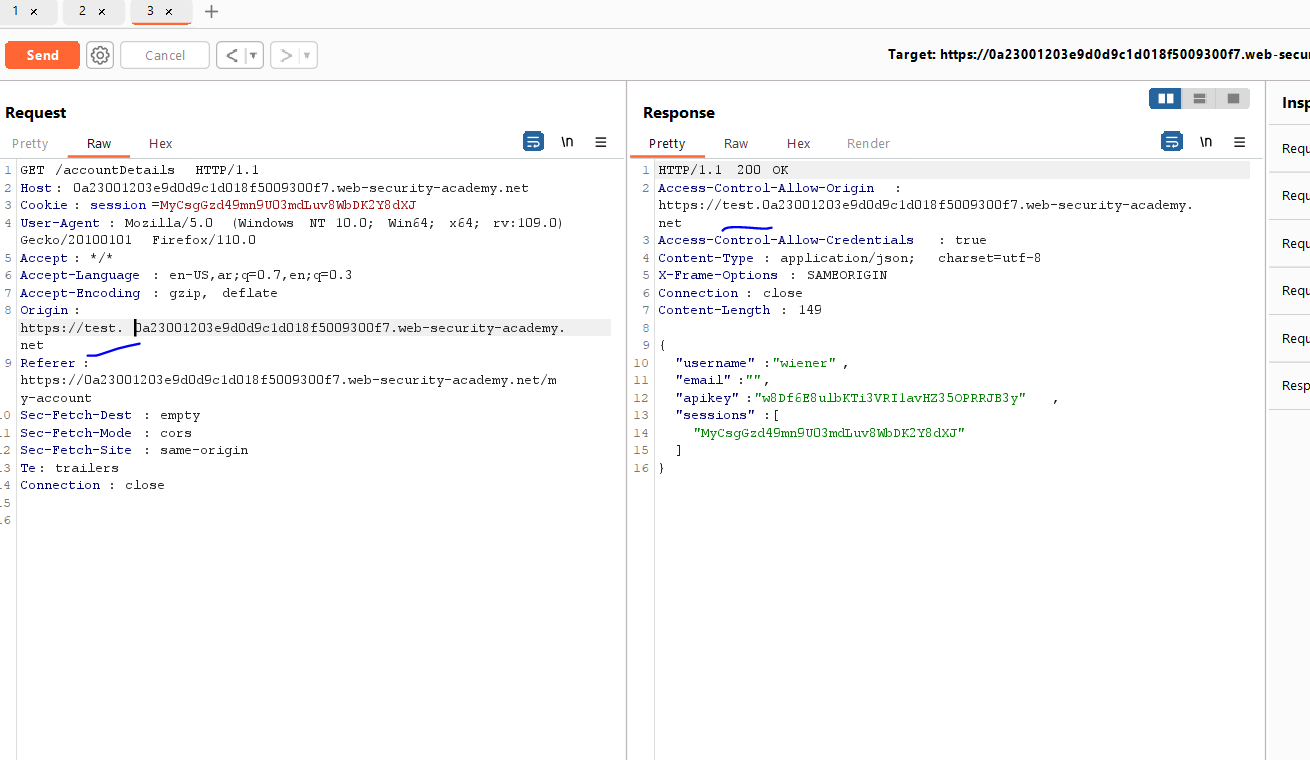 1 × 2 × 3 × +
Send Cancel < >
Target: https://0a23001203e9d0d9c1d018f5009300f7.web-secur
Request
Pretty Raw Hex \n
1 GET /accountDetails HTTP/1.1
2 Host: 0a23001203e9d0d9c1d018f5009300f7.web-security-academy.net
3 Cookie: session=MyCsgGzd49mn9U03mdLuv8WbDK2Y8dXJ
4 User-Agent: Mozilla/5.0 (Windows NT 10.0; Win64; x64; rv:109.0)
Gecko/20100101 Firefox/110.0
5 Accept: */*
6 Accept-Language: en-US,ar;q=0.7,en;q=0.3
7 Accept-Encoding: gzip, deflate
8 Origin:
https://test.0a23001203e9d0d9c1d018f5009300f7.web-security-academy.
net
9 Referer:
https://0a23001203e9d0d9c1d018f5009300f7.web-security-academy.net/m
y-account
10 Sec-Fetch-Dest: empty
11 Sec-Fetch-Mode: cors
12 Sec-Fetch-Site: same-origin
13 Te: trailers
14 Connection: close
15
16
Response
Pretty Raw Hex Render \n
1 HTTP/1.1 200 OK
2 Access-Control-Allow-Origin:
https://test.0a23001203e9d0d9c1d018f5009300f7.web-security-academy.
net
3 Access-Control-Allow-Credentials: true
4 Content-Type: application/json; charset=utf-8
5 X-Frame-Options: SAMEORIGIN
6 Connection: close
7 Content-Length: 149
8
9 {
10 "username":"wiener",
11 "email":"",
12 "apikey":"w8Df6E8ulbKTi3VRI1avHZ35OPRRJB3y",
13 "sessions":[
14 "MyCsgGzd49mn9U03mdLuv8WbDK2Y8dXJ"
15 ]
16 }
Insp
Requ
Requ
Requ
Requ
Requ
Resp